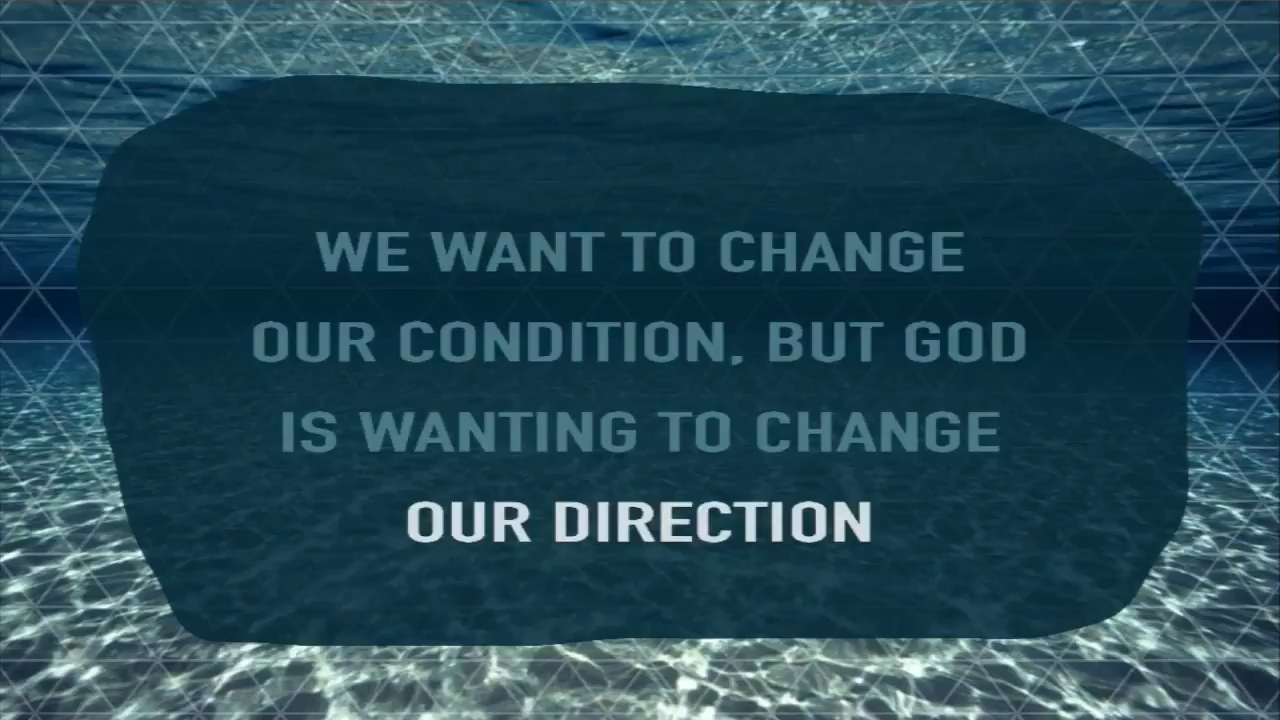 WE WANT TO CHANGE
OUR CONDITION, BUT GOD
IS WANTING TO CHANGE
OUR DIRECTION